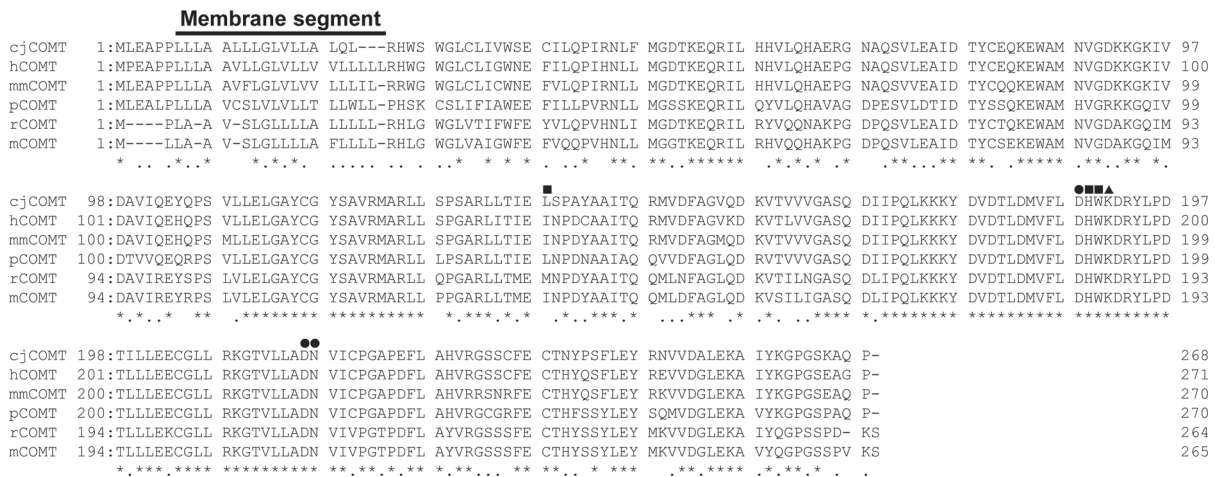 Membrane segment
cjCOMT 1:MLEAPPLLLA ALLLGLVLLA LQL---RHWS WGLCLIVWSE CILQPIRNLF MGDTKEQRIL HHVLQHAERG NAQSVLEAID TYCEQKEWAM NVGDKKGKIV 97
hCOMT 1:MPEAPPLLLA AVLLGLVLLV VLLLLLRHWG WGLCLIGWNE FILQPIHNLL MGDTKEQRIL NHVLQHAEPG NAQSVLEAID TYCEQKEWAM NVGDKKGKIV 100
mmCOMT 1:MLEAPPLLLA AVFLGLVLVV LLLLIL-RHWG WGLCLIGWNE FVLQPIHNLL MGDTKEQRIL NHVLQHAEPG NAQSVVEAID TYCQQKEWAM NVGDKKGKIV 99
pCOMT 1:MLEALPLLLA VCSLGLVLLT LLWLL-PHSK CSLIFIAWEE FILLPVRNLL MGSSKEQRIL QYVLQHAVAG DPESVLDTID TYSSQKEWAM HVGRKKGQIV 99
rCOMT 1:M----PLA-A V-SLGLLLLA LLLLL-RHLG WGLVTIFWFE YVLQPVHNLI MGDTKEQRIL RYVQQNAKPG DPQSVLEAID TYCTQKEWAM NVGDAKGQIM 93
mCOMT 1:M----LLA-A V-SLGLLLLA LLLLL-RHLG WGLVAIGWFE FVQQPVHNLL MGGTKEQRIL RHVQQHAKPG DPQSVLEAID TYCSEKEWAM NVGDAKGQIM 93
■ ●■■▲
cjCOMT 98:DAVIQEYQPS VLLELGAYCG YSAVRMARLL SPSARLLTIE LSPAYAAITQ RMVDFAGVQD KVTVVVGASQ DIIPQLKKKY DVDTLDMVFL DHWKDRYLPD 197
hCOMT 101:DAVIQEHQPS VLLELGAYCG YSAVRMARLL SPGARLITIE INPDCAAITQ RMVDFAGVKD KVTLVVGASQ DIIPQLKKKY DVDTLDMVFL DHWKDRYLPD 200
mmCOMT 100:DAVIQEHQPS MLLELGAYCG YSAVRMARLL SPGARLLTIE INPDYAAITQ RMVDFAGMQD KVTVVVGASQ DIIPQLKKKY DVDTLDMVFL DHWKDRYLPD 199
pCOMT 100:DTVVQEQRPS VLLELGAYCG YSAVRMARLL LPSARLLTIE LNPDNAAIAQ QVVDFAGLQD RVTVVVGASQ DIIPQLKKKY DVDTLDMVFL DHWKDRYLPD 199
rCOMT 94:DAVIREYSPS LVLELGAYCG YSAVRMARLL QPGARLLTME MNPDYAAITQ QMLNFAGLQD KVTILNGASQ DLIPQLKKKY DVDTLDMVFL DHWKDRYLPD 193
mCOMT 94:DAVIREYSPS LVLELGAYCG YSAVRMARLL PPGARLLTME INPDYAAITQ QMLDFAGLQD KVSILIGASQ DLIPQLKKKY DVDTLDMVFL DHWKDRYLPD 193
●●
cjCOMT 198:TILLEECGLL RKGTVLLADN VICPGAPEFL AHVRGSSCFE CTNYPSFLEY RNVVDALEKA IYKGPGSKAQ P- 268
hCOMT 201:TLLLEECGLL RKGTVLLADN VICPGAPDFL AHVRGSSCFE CTHYQSFLEY REVVDGLEKA IYKGPGSEAG P- 271
mmCOMT 200:TLLLEECGLL RKGTVLLADN VICPGAPDFL AHVRRSNRFE CTHYQSFLEY RKVVDGLEKA IYKGPGSEAQ P- 270
pCOMT 200:TLLLEECGLL RKGTVLLADN VICPGAPDFL AHVRGCGRFE CTHFSSYLEY SQMVDGLEKA VYKGPGSPAQ P- 270
rCOMT 194:TLLLEKCGLL RKGTVLLADN VIVPGTPDFL AYVRGSSSFE CTHYSSYLEY MKVVDGLEKA IYQGPSSPD- KS 264
mCOMT 194:TLLLEECGLL RKGTVLLADN VIVPGTPDFL AYVRGSSSFE CTHYSSYLEY MKVVDGLEKA VYQGPGSSPV KS 265